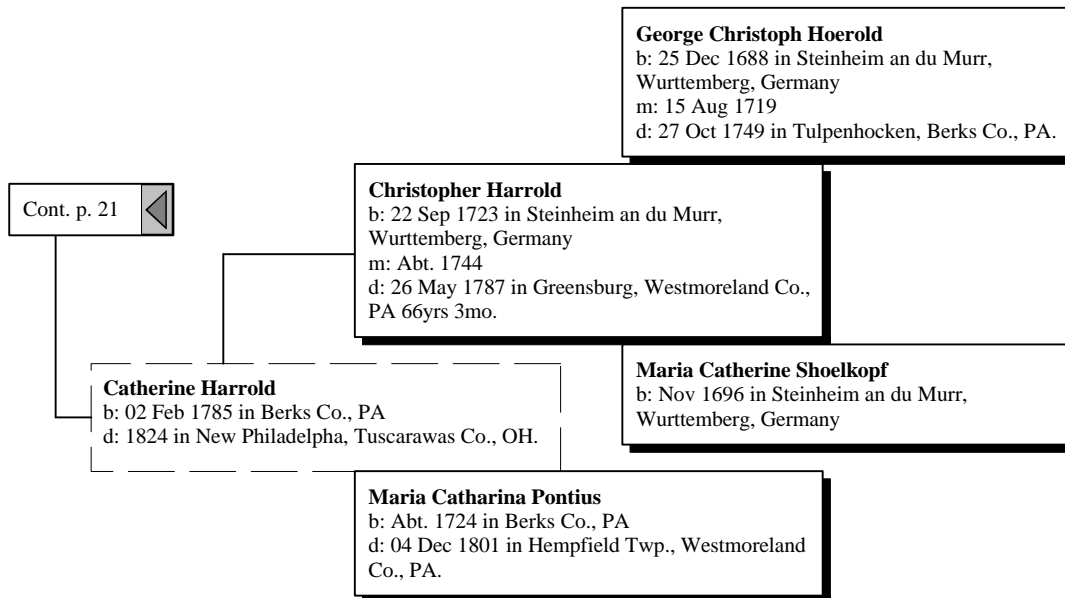 George Christoph Hoerold
b: 25 Dec 1688 in Steinheim an du Murr,
Wurttemberg, Germany
m: 15 Aug 1719
d: 27 Oct 1749 in Tulpenhocken, Berks Co., PA.
Christopher Harrold
b: 22 Sep 1723 in Steinheim an du Murr,
Wurttemberg, Germany
m: Abt. 1744
d: 26 May 1787 in Greensburg, Westmoreland Co.,
PA 66yrs 3mo.
Cont. p. 21
Maria Catherine Shoelkopf
b: Nov 1696 in Steinheim an du Murr,
Wurttemberg, Germany
Catherine Harrold
b: 02 Feb 1785 in Berks Co., PA
d: 1824 in New Philadelpha, Tuscarawas Co., OH.
Maria Catharina Pontius
b: Abt. 1724 in Berks Co., PA
d: 04 Dec 1801 in Hempfield Twp., Westmoreland
Co., PA.